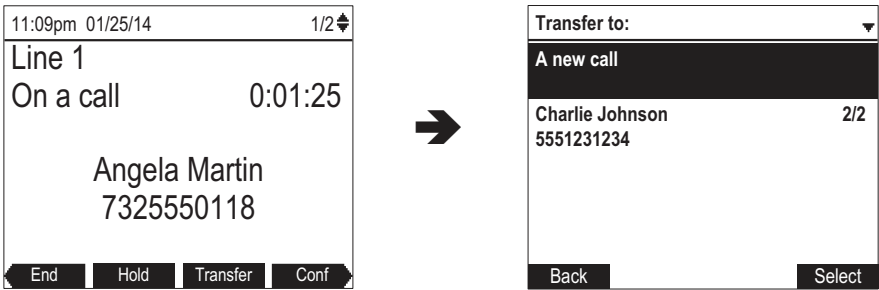 11:09pm 01/25/14 1/2
Line 1
On a call 0:01:25
Angela Martin
7325550118
End Hold Transfer Conf
Transfer to:
A new call
Charlie Johnson 2/2
5551231234
Back Select